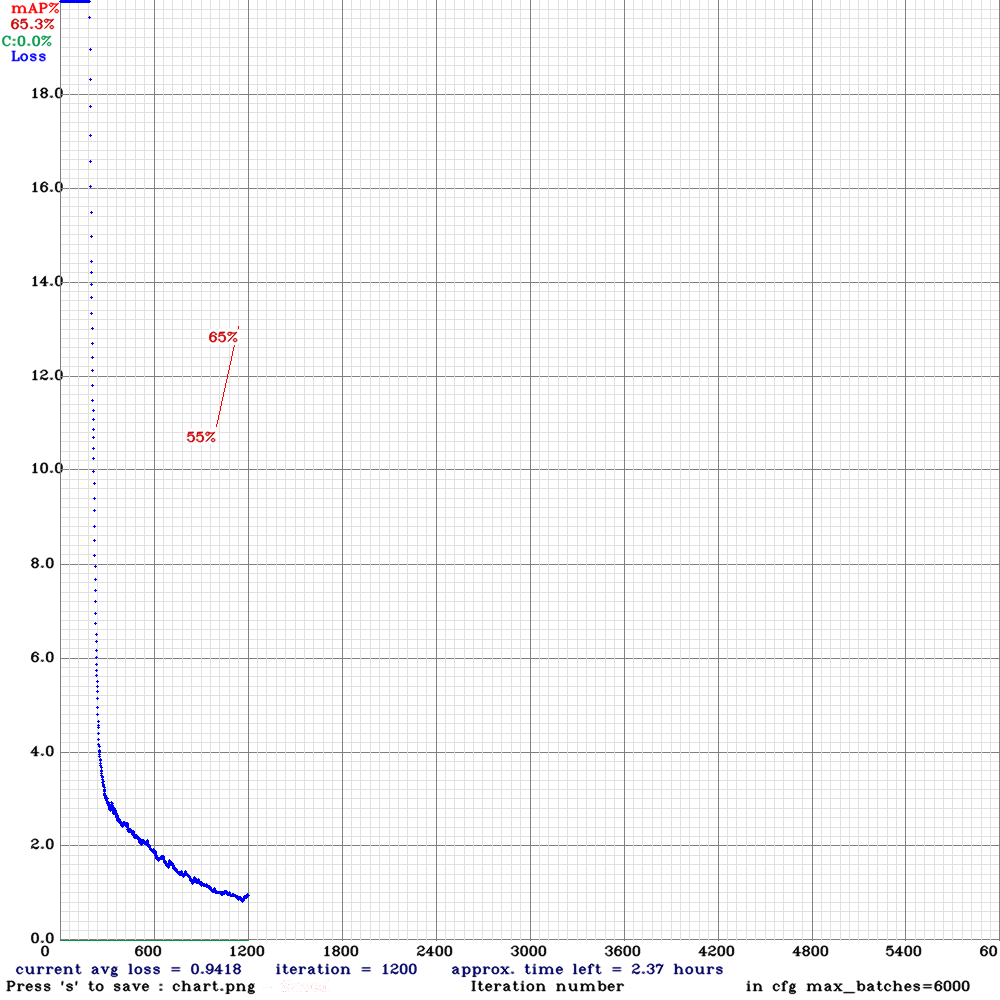 mAP%
65.3%
C:0.0%
Loss
18.0
16.0
14.0
65%
12.0
55%
10.0
8.0
6.0
4.0
2.0
0.0
0 600 1200 1800 2400 3000 3600 4200 4800 5400 60
current avg loss = 0.9418 iteration = 1200 approx. time left = 2.37 hours
Press 's' to save : chart.png Iteration number in cfg max_batches=6000